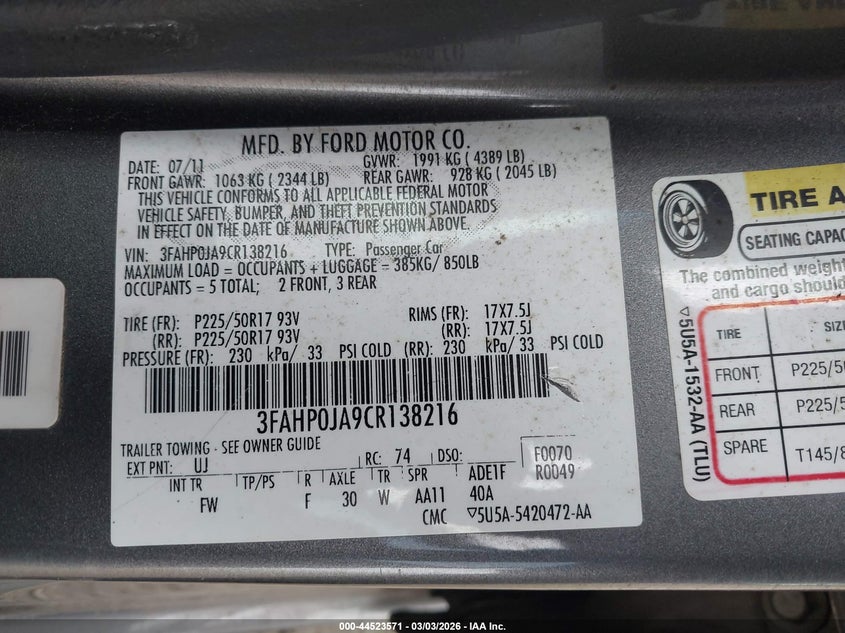 MFD. BY FORD MOTOR CO.
DATE: 07/11 GVWR: 1991 KG ( 4389 LB)
FRONT GAWR: 1063 KG ( 2344 LB) REAR GAWR: 928 KG ( 2045 LB)
THIS VEHICLE CONFORMS TO ALL APPLICABLE FEDERAL MOTOR
VEHICLE SAFETY, BUMPER, AND THEFT PREVENTION STANDARDS
IN EFFECT ON THE DATE OF MANUFACTURE SHOWN ABOVE.
VIN: 3FAHP0JA9CR138216 TYPE: Passenger Car
MAXIMUM LOAD = OCCUPANTS + LUGGAGE = 385KG/ 850LB
OCCUPANTS = 5 TOTAL; 2 FRONT, 3 REAR
TIRE (FR): P225/50R17 93V RIMS (FR): 17X7.5J
(RR): P225/50R17 93V (RR): 17X7.5J
PRESSURE (FR): 230 kPa/ 33 PSI COLD (RR): 230 kPa/ 33 PSI COLD
3FAHP0JA9CR138216
TRAILER TOWING - SEE OWNER GUIDE
EXT PNT: UJ RC: 74 DSO: F0070
R0049
INT TR TP/PS R AXLE TR SPR ADE1F
FW F 30 W AA11 40A
CMC ▽5U5A-5420472-AA
TIRE A
SEATING CAPAC
The combined weight
and cargo should
▽5U5A-1532-AA (TLU)
TIRE SIZ
FRONT P225/50
REAR P225/5
SPARE T145/8
000-44523571 - 03/03/2026 - IAA Inc.